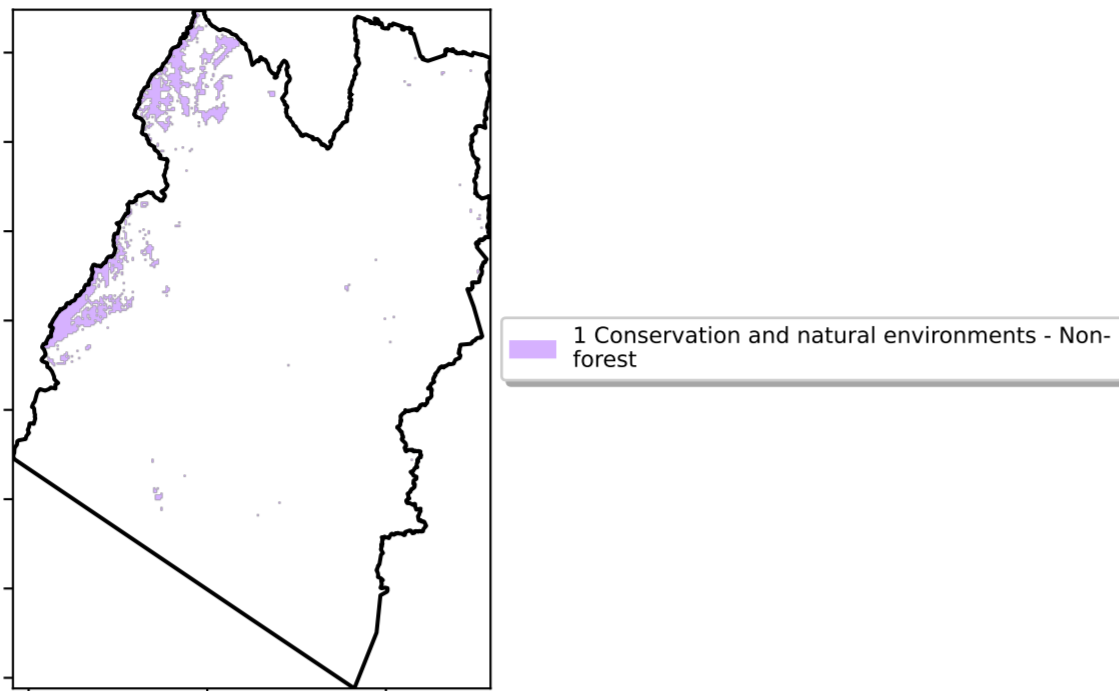 1 Conservation and natural environments - Non-
forest